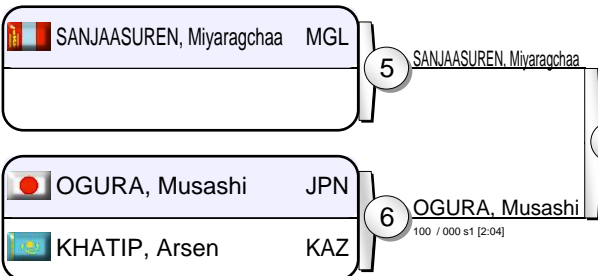 SANJAASUREN, Miyaragchaa MGL
5
SANJAASUREN, Miyaragchaa
OGURA, Musashi JPN
6
OGURA, Musashi
100 / 000 s1 [2:04]
KHATIP, Arsen KAZ